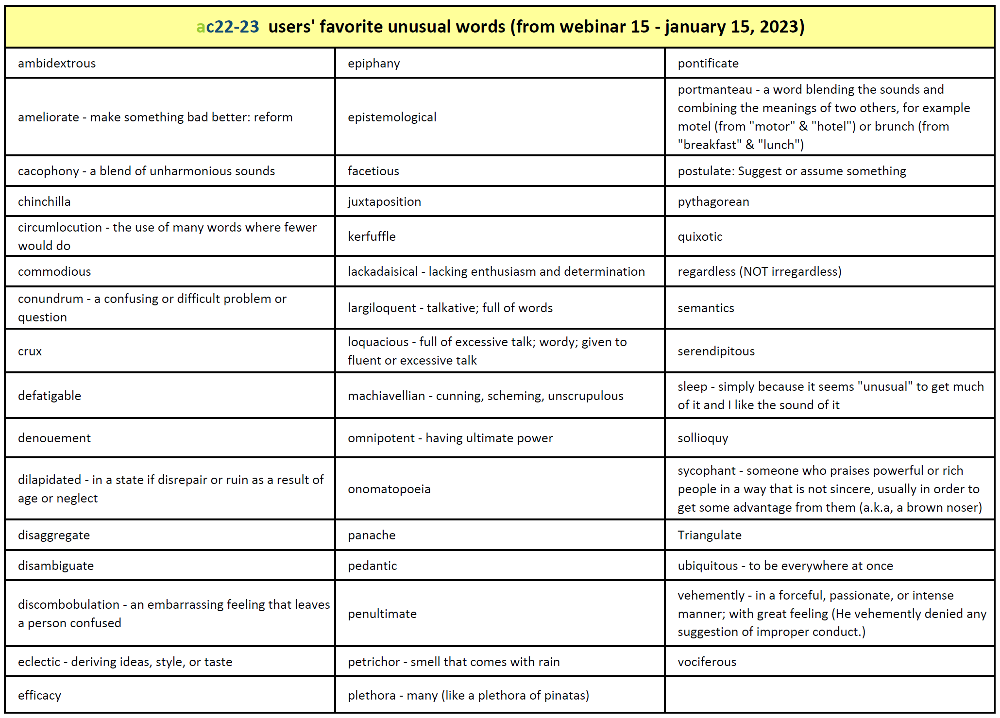 ac22-23 users' favorite unusual words (from webinar 15 - january 15, 2023)
ambidextrous
epiphany
pontificate
ameliorate - make something bad better: reform
epistemological
portmanteau - a word blending the sounds and
combining the meanings of two others, for example
motel (from "motor" & "hotel") or brunch (from
"breakfast" & "lunch")
cacophony - a blend of unharmonious sounds
facetious
postulate: Suggest or assume something
chinchilla
juxtaposition
pythagorean
circumlocution - the use of many words where fewer
would do
kerfuffle
quixotic
commodious
lackadaisical - lacking enthusiasm and determination
regardless (NOT irregardless)
conundrum - a confusing or difficult problem or
question
largiloquent - talkative; full of words
semantics
crux
loquacious - full of excessive talk; wordy; given to
fluent or excessive talk
serendipitous
defatigable
machiavellian - cunning, scheming, unscrupulous
sleep - simply because it seems "unusual" to get much
of it and I like the sound of it
denouement
omnipotent - having ultimate power
sollioquy
dilapidated - in a state if disrepair or ruin as a result of
age or neglect
onomatopoeia
sycophant - someone who praises powerful or rich
people in a way that is not sincere, usually in order to
get some advantage from them (a.k.a, a brown noser)
disaggregate
panache
Triangulate
disambiguate
pedantic
ubiquitous - to be everywhere at once
discombobulation - an embarrassing feeling that leaves
a person confused
penultimate
vehemently - in a forceful, passionate, or intense
manner; with great feeling (He vehemently denied any
suggestion of improper conduct.)
eclectic - deriving ideas, style, or taste
petrichor - smell that comes with rain
vociferous
efficacy
plethora - many (like a plethora of pinatas)